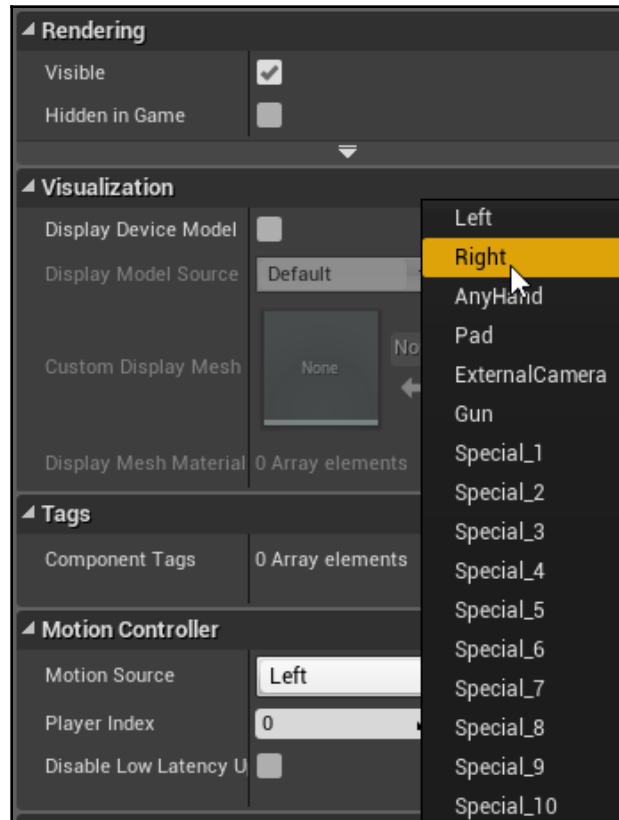 Rendering
Visible
Hidden in Game
Visualization
Display Device Model
Display Model Source Default
Custom Display Mesh None No
Display Mesh Material 0 Array elements
Tags
Component Tags 0 Array elements
Motion Controller
Motion Source Left
Player Index 0
Disable Low Latency U
Left
Right
AnyHand
Pad
ExternalCamera
Gun
Special_1
Special_2
Special_3
Special_4
Special_5
Special_6
Special_7
Special_8
Special_9
Special_10